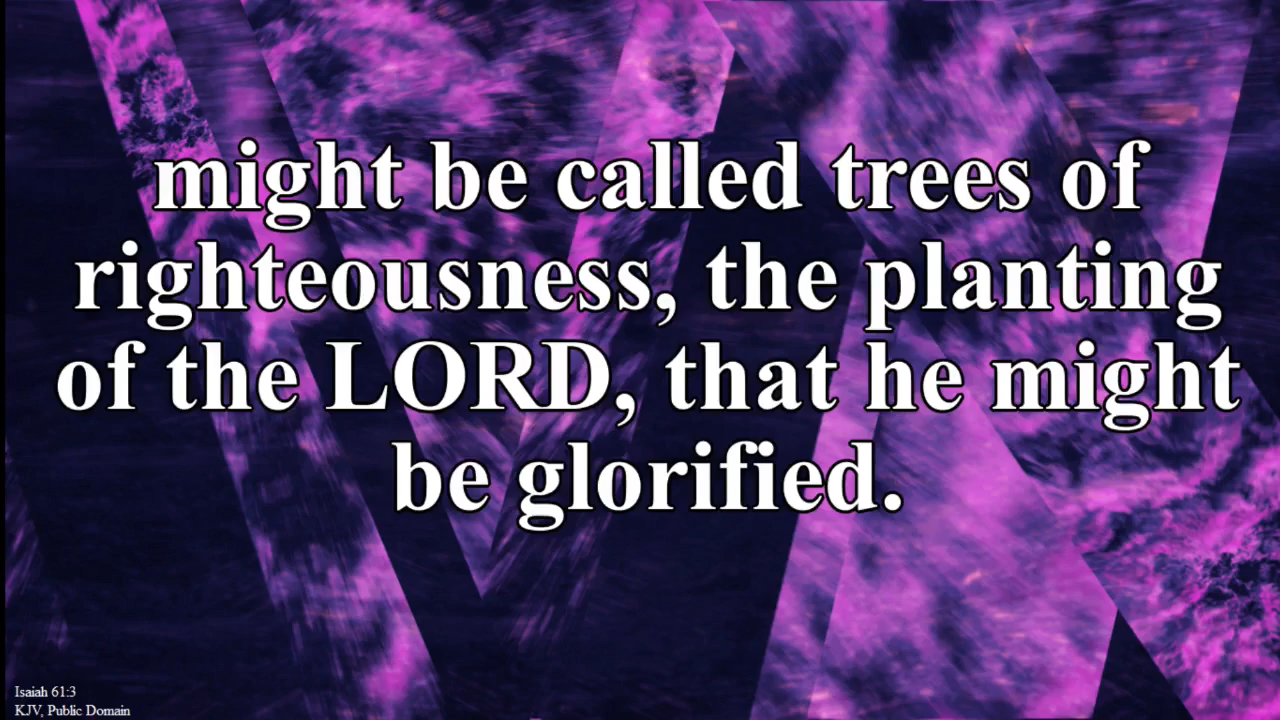 might be called trees of
righteousness, the planting
of the LORD, that he might
be glorified.
Isaiah 61:3
KJV, Public Domain